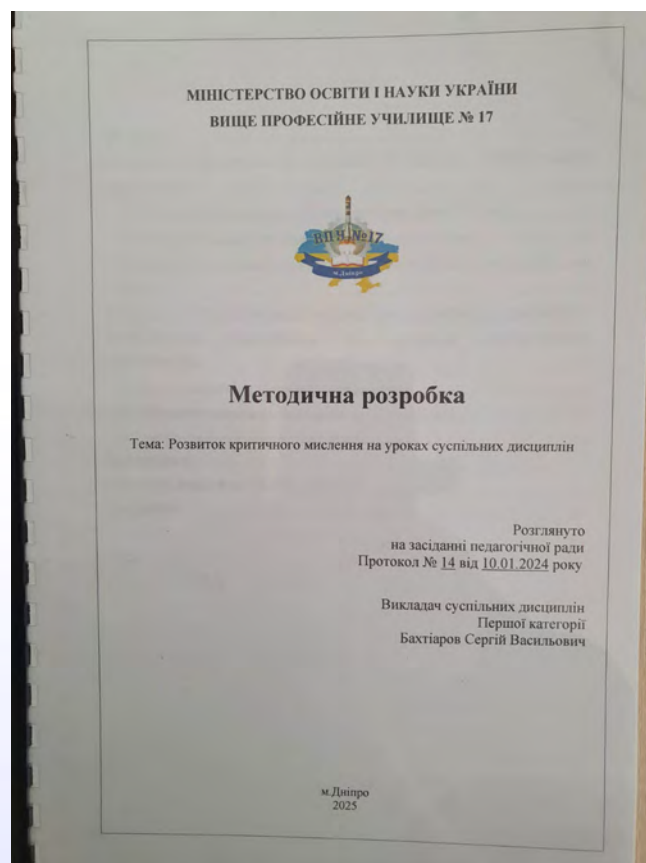 МІНІСТЕРСТВО ОСВІТИ І НАУКИ УКРАЇНИ
ВИЩЕ ПРОФЕСІЙНЕ УЧИЛИЩЕ № 17
ВПУ №17
м.Дніпро
Методична розробка
Тема: Розвиток критичного мислення на уроках суспільних дисциплін
Розглянуто
на засіданні педагогічної ради
Протокол № 14 від 10.01.2024 року
Викладач суспільних дисциплін
Першої категорії
Бахтіаров Сергій Васильович
м.Дніпро
2025